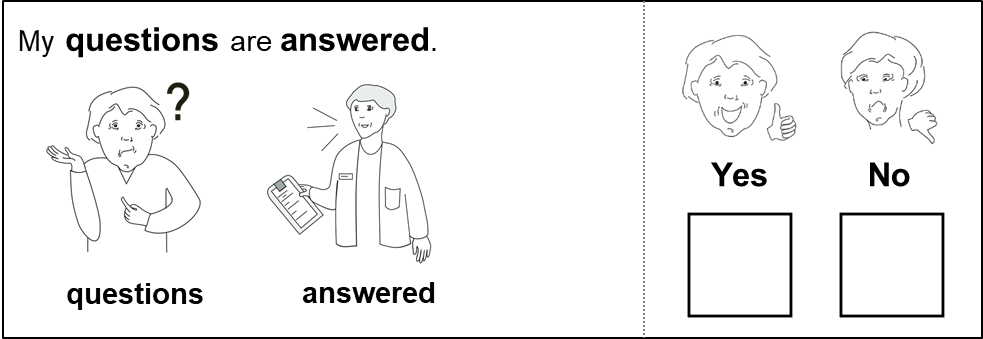 My questions are answered.
?
questions answered
Yes No